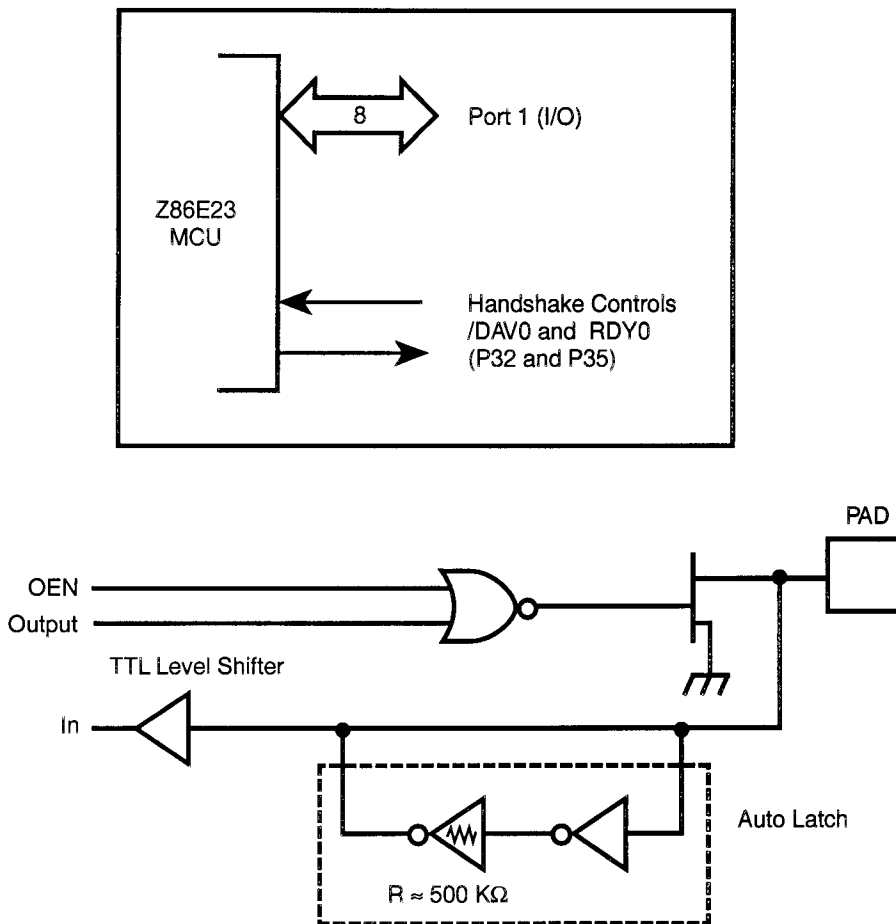 8
Port 1 (I/O)
Z86E23
MCU
Handshake Controls
/DAV0 and RDY0
(P32 and P35)
PAD
OEN
Output
TTL Level Shifter
In
Auto Latch
R ≈ 500 KΩ